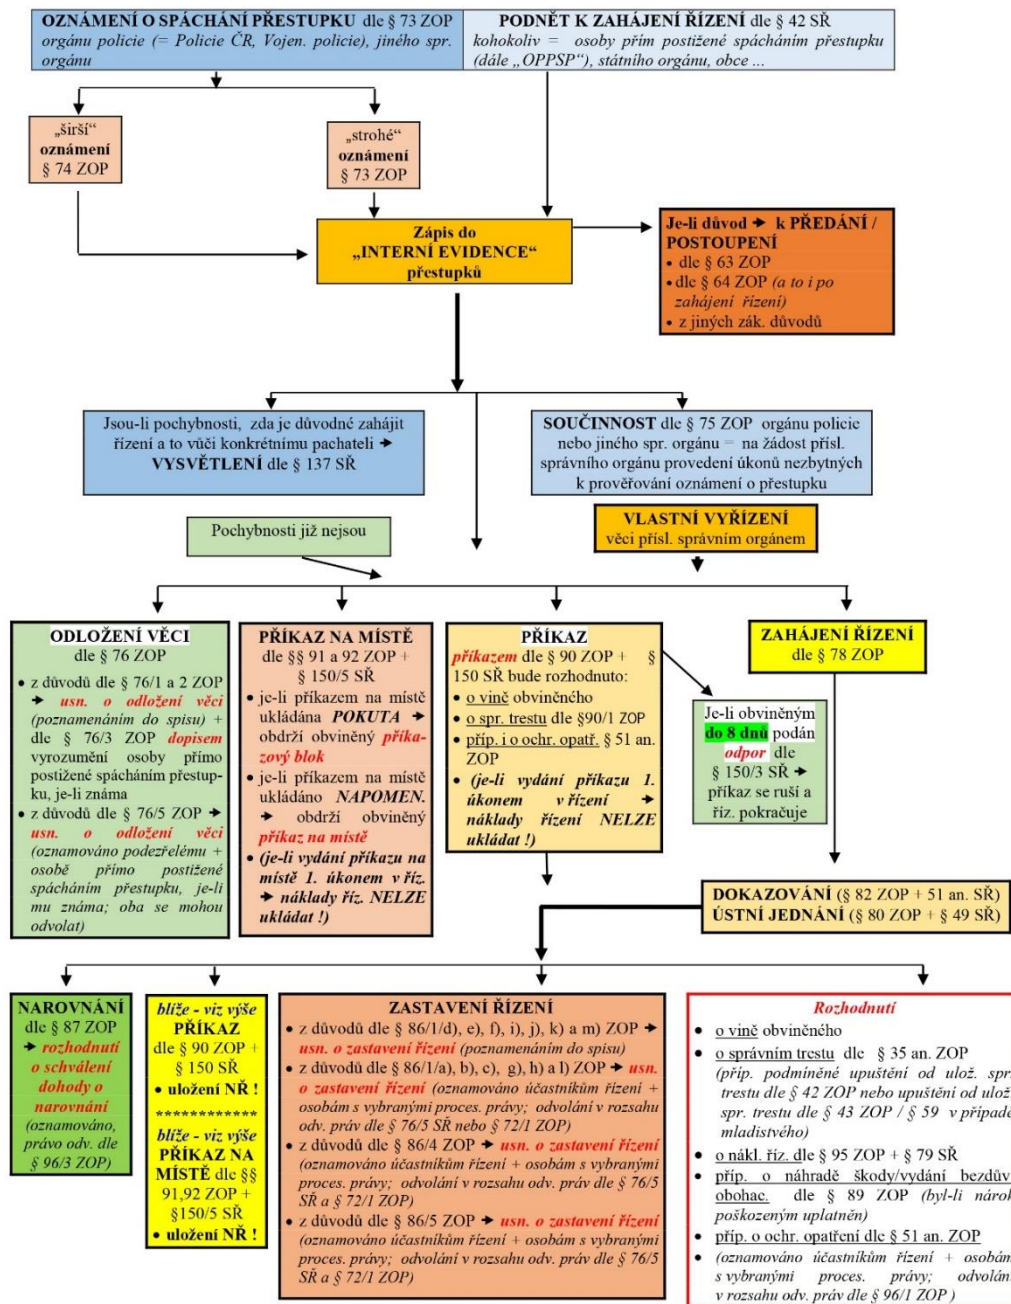 OZNÁMENÍ O SPÁCHÁNÍ PŘESTUPKU dle § 73 ZOP
orgánu policie (= Policie ČR, Vojen. policie), jiného spr.
orgánu
PODNĚT K ZAHÁJENÍ ŘÍZENÍ dle § 42 SŘ
kohokoliv = osoby přím postižené spácháním přestupku
(dále „OPPSP“), státního orgánu, obce ...
„širší“
oznámení
§ 74 ZOP
„strohé“
oznámení
§ 73 ZOP
Zápis do
„INTERNÍ EVIDENCE“
přestupků
Je-li důvod → k PŘEDÁNÍ /
POSTOUPENÍ
• dle § 63 ZOP
• dle § 64 ZOP (a to i po
zahájení řízení)
• z jiných zák. důvodů
Jsou-li pochybnosti, zda je důvodné zahájit
řízení a to vůči konkrétnímu pachateli →
VYSVĚTLENÍ dle § 137 SŘ
SOUČINNOST dle § 75 ZOP orgánu policie
nebo jiného spr. orgánu = na žádost přísl.
správního orgánu provedení úkonů nezbytných
k prověřování oznámení o přestupku
Pochybnosti již nejsou
VLASTNÍ VYŘÍZENÍ
věci přísl. správním orgánem
ODLOŽENÍ VĚCI
dle § 76 ZOP
• z důvodů dle § 76/1 a 2 ZOP
→ usn. o odložení věci
(poznamenáním do spisu) +
dle § 76/3 ZOP dopisem
vyrozumění osoby přímo
postižené spácháním přestup-
ku, je-li známa
• z důvodů dle § 76/5 ZOP →
usn. o odložení věci
(oznamováno podezřelému +
osobě přímo postižené
spácháním přestupku, je-li
mu známa; oba se mohou
odvolat)
PŘÍKAZ NA MÍSTĚ
dle §§ 91 a 92 ZOP +
§ 150/5 SŘ
• je-li příkazem na místě
ukládána POKUTA →
obdrží obviněný příka-
zový blok
• je-li příkazem na místě
ukládáno NAPOMEN.
→ obdrží obviněný
příkaz na místě
• (je-li vydání příkazu na
místě 1. úkonem v říz.
→ náklady říz. NELZE
ukládat !)
PŘÍKAZ
příkazem dle § 90 ZOP + §
150 SŘ bude rozhodnuto:
• o vině obviněného
• o spr. trestu dle §90/1 ZOP
• příp. i o ochr. opatř. § 51 an.
ZOP
• (je-li vydání příkazu 1.
úkonem v řízení →
náklady řízení NELZE
ukládat !)
ZAHÁJENÍ ŘÍZENÍ
dle § 78 ZOP
Je-li obviněným
do 8 dnů podán
odpor dle
§ 150/3 SŘ →
příkaz se ruší a
říz. pokračuje
DOKAZOVÁNÍ (§ 82 ZOP + 51 an. SŘ)
ÚSTNÍ JEDNÁNÍ (§ 80 ZOP + § 49 SŘ)
NAROVNÁNÍ
dle § 87 ZOP
→ rozhodnutí
o schválení
dohody o
narovnání
(oznamováno,
právo odv. dle
§ 96/3 ZOP)
blíže - viz výše
PŘÍKAZ
dle § 90 ZOP +
§ 150 SŘ
• uložení NŘ !
************
blíže - viz výše
PŘÍKAZ NA
MÍSTĚ dle §§
91,92 ZOP +
§150/5 SŘ
• uložení NŘ !
ZASTAVENÍ ŘÍZENÍ
• z důvodů dle § 86/1/d), e), f), i), j), k) a m) ZOP →
usn. o zastavení řízení (poznamenáním do spisu)
• z důvodů dle § 86/1/a), b), c), g), h) a l) ZOP → usn.
o zastavení řízení (oznamováno účastníkům řízení +
osobám s vybranými proces. právy; odvolání v rozsahu
odv. práv dle § 76/5 SŘ nebo § 72/1 ZOP)
• z důvodů dle § 86/4 ZOP → usn. o zastavení řízení
(oznamováno účastníkům řízení + osobám s vybranými
proces. právy; odvolání v rozsahu odv. práv dle § 76/5
SŘ a § 72/1 ZOP)
• z důvodů dle § 86/5 ZOP → usn. o zastavení řízení
(oznamováno účastníkům řízení + osobám s vybranými
proces. právy; odvolání v rozsahu odv. práv dle § 76/5
SŘ a § 72/1 ZOP)
Rozhodnutí
• o vině obviněného
• o správním trestu dle § 35 an. ZOP
(příp. podmíněné upuštění od ulož. spr.
trestu dle § 42 ZOP nebo upuštění od ulož.
spr. trestu dle § 43 ZOP / § 59 v případě
mladistvého)
• o nákl. říz. dle § 95 ZOP + § 79 SŘ
• příp. o náhradě škody/vydání bezdův.
obohac. dle § 89 ZOP (byl-li nárok
poškozeným uplatněn)
• příp. o ochr. opatření dle § 51 an. ZOP
• (oznamováno účastníkům řízení + osobám
s vybranými proces. právy; odvolání
v rozsahu odv. práv dle § 96/1 ZOP )